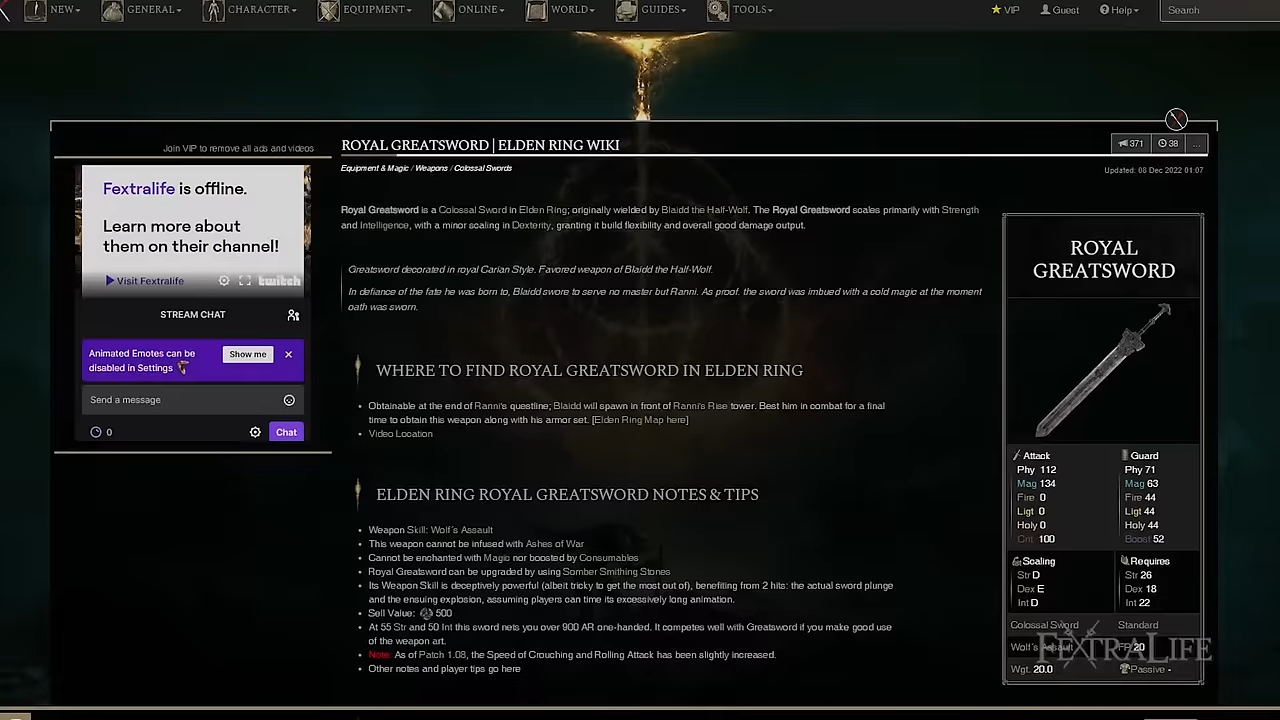 NEW
GENERAL
CHARACTER
EQUIPMENT
ONLINE
WORLD
GUIDES
TOOLS
VIP
Guest
Help
Search
Join VIP to remove all ads and videos
Fextralife is offline.
Learn more about
them on their channel!
Visit Fextralife
twitch
STREAM CHAT
Animated Emotes can be
disabled in Settings
Show me
Send a message
0
Chat
ROYAL GREATSWORD | ELDEN RING WIKI
371
38
...
Equipment & Magic / Weapons / Colossal Swords
Updated: 08 Dec 2022 01:07
Royal Greatsword is a Colossal Sword in Elden Ring; originally wielded by Blaidd the Half-Wolf. The Royal Greatsword scales primarily with Strength
and Intelligence, with a minor scaling in Dexterity, granting it build flexibility and overall good damage output.
Greatsword decorated in royal Carian Style. Favored weapon of Blaidd the Half-Wolf.
In defiance of the fate he was born to, Blaidd swore to serve no master but Ranni. As proof, the sword was imbued with a cold magic at the moment
oath was sworn.
WHERE TO FIND ROYAL GREATSWORD IN ELDEN RING
Obtainable at the end of Ranni's questline; Blaidd will spawn in front of Ranni's Rise tower. Best him in combat for a final
time to obtain this weapon along with his armor set. [Elden Ring Map here]
Video Location
ELDEN RING ROYAL GREATSWORD NOTES & TIPS
Weapon Skill: Wolf's Assault
This weapon cannot be infused with Ashes of War
Cannot be enchanted with Magic nor boosted by Consumables
Royal Greatsword can be upgraded by using Somber Smithing Stones
Its Weapon Skill is deceptively powerful (albeit tricky to get the most out of), benefiting from 2 hits: the actual sword plunge
and the ensuing explosion, assuming players can time its excessively long animation.
Sell Value: 500
At 55 Str and 50 Int this sword nets you over 900 AR one-handed. It competes well with Greatsword if you make good use
of the weapon art.
Note: As of Patch 1.08, the Speed of Crouching and Rolling Attack has been slightly increased.
Other notes and player tips go here
ROYAL
GREATSWORD
Attack Guard
Phy 112 Phy 71
Mag 134 Mag 63
Fire 0 Fire 44
Ligt 0 Ligt 44
Holy 0 Holy 44
Crit 100 Boost 52
Scaling Requires
Str D Str 26
Dex E Dex 18
Int D Int 22
Colossal Sword Standard
Wolf's Assault FP 20
Wgt. 20.0 Passive -
FEXTRALIFE